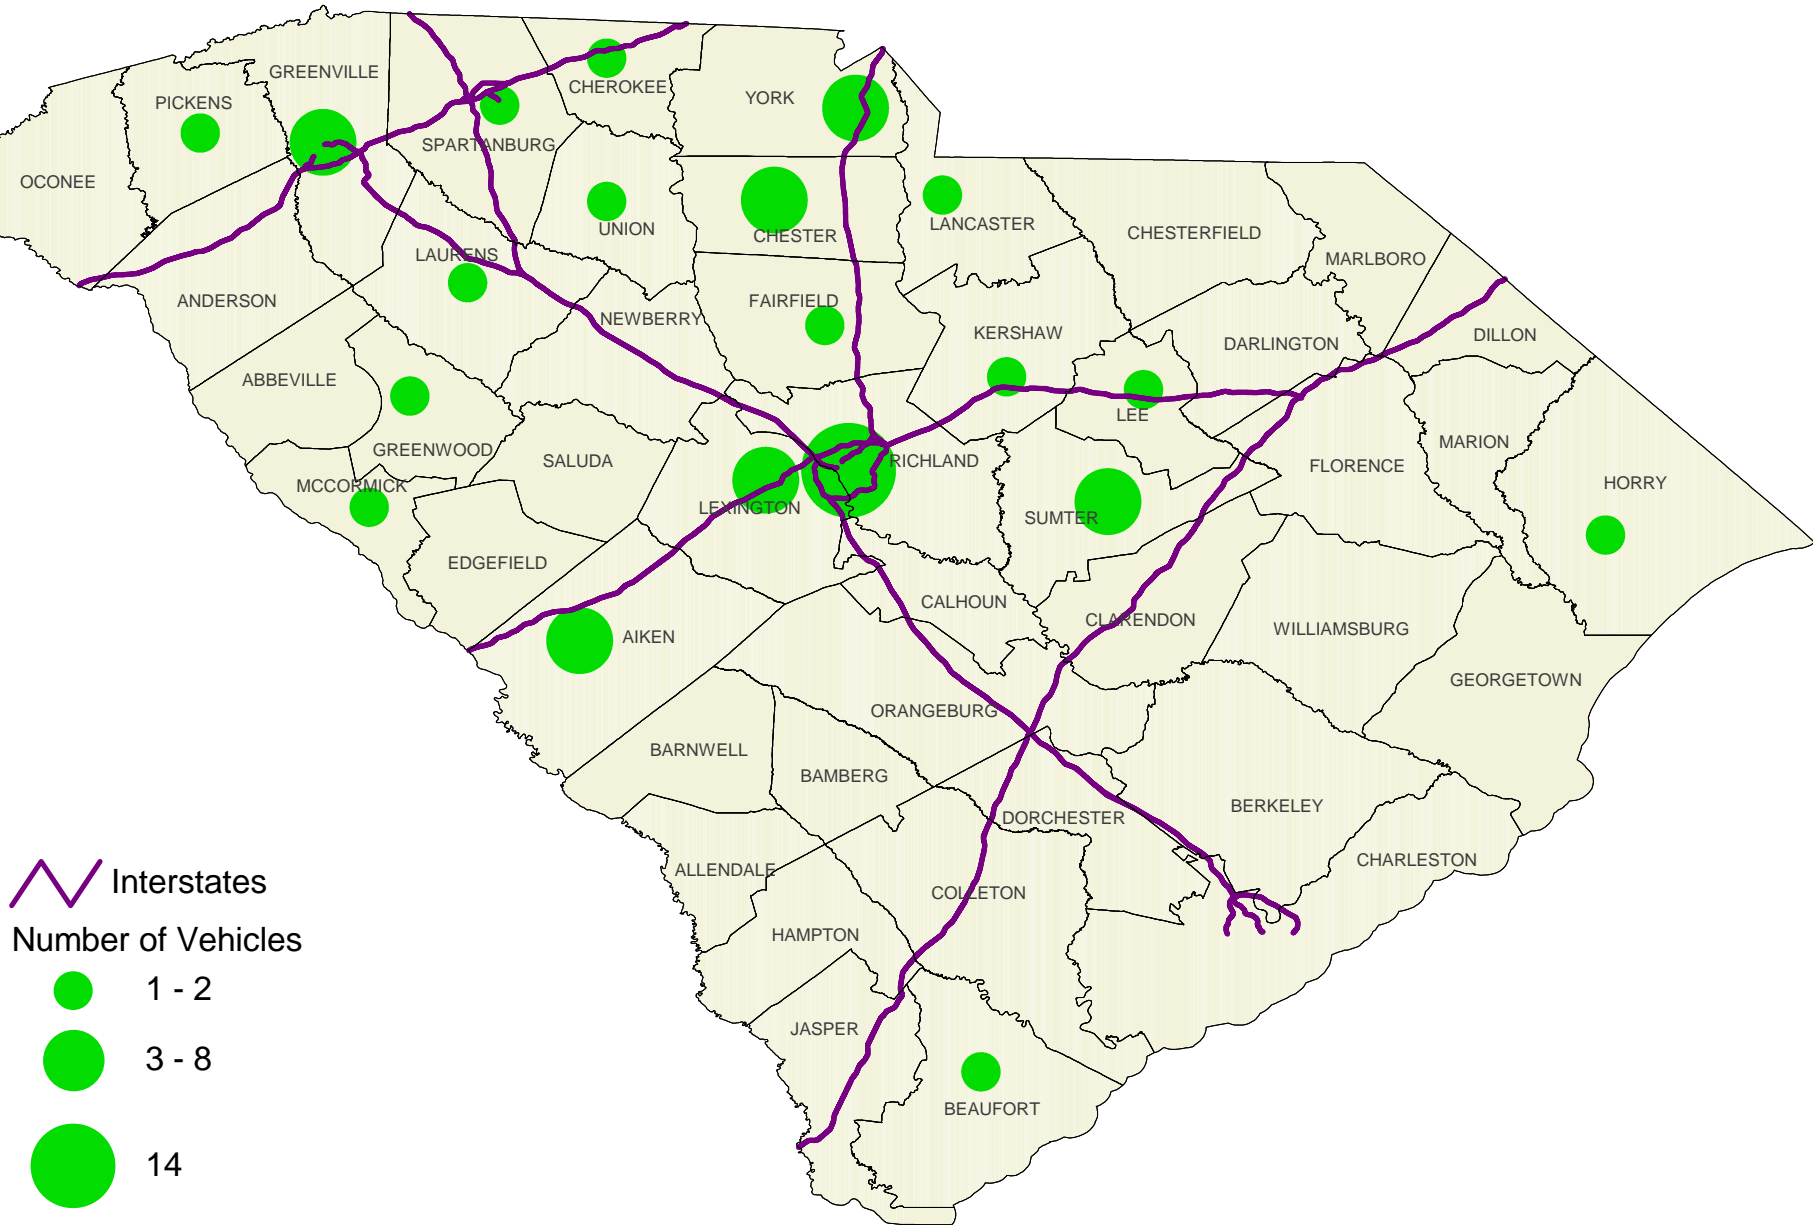 GREENVILLE
CHEROKEE
YORK
PICKENS
SPARTANBURG
OCONEE
UNION
CHESTER
LANCASTER
CHESTERFIELD
LAURENS
MARLBORO
ANDERSON
FAIRFIELD
NEWBERRY
KERSHAW
DARLINGTON
DILLON
ABBEVILLE
LEE
GREENWOOD
SALUDA
RICHLAND
MARION
FLORENCE
MCCORMICK
HORRY
LEXINGTON
SUMTER
EDGEFIELD
CALHOUN
CLARENDON
WILLIAMSBURG
AIKEN
GEORGETOWN
ORANGEBURG
BARNWELL
BAMBERG
BERKELEY
DORCHESTER
CHARLESTON
ALLENDALE
COLLETON
HAMPTON
JASPER
BEAUFORT
Interstates
Number of Vehicles
1 - 2
3 - 8
14